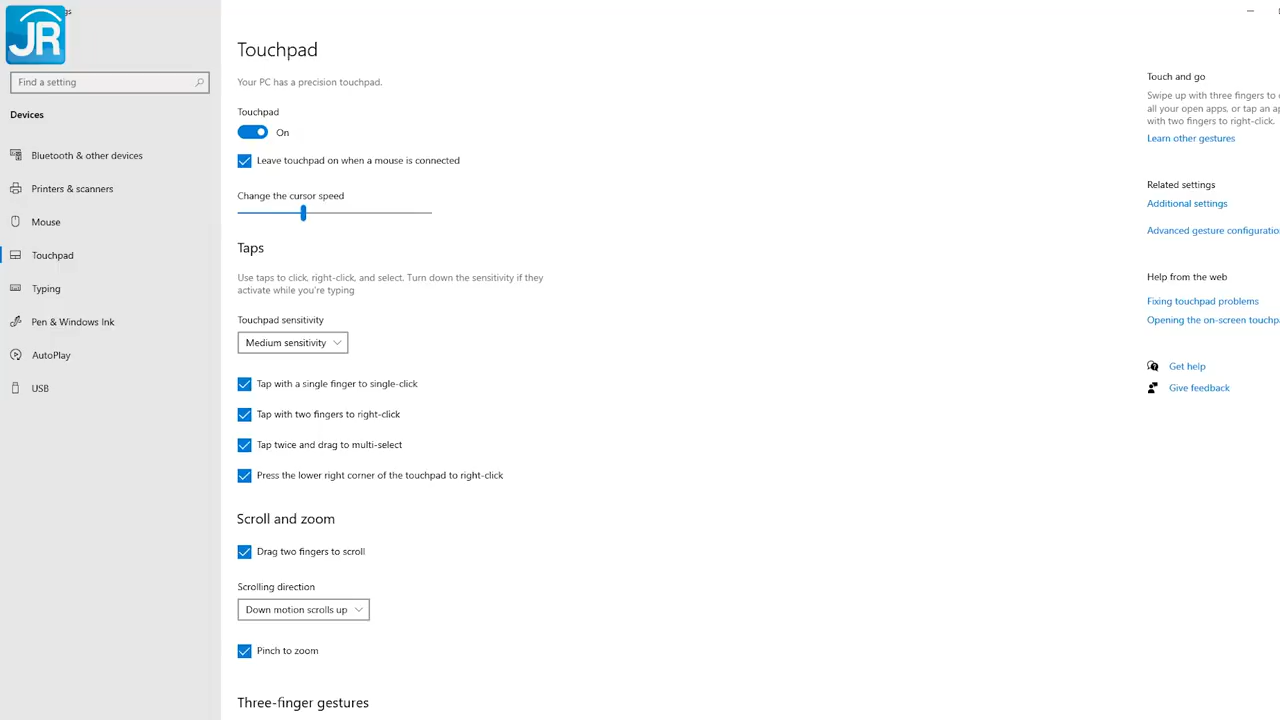 JR
Find a setting
Devices
Bluetooth & other devices
Printers & scanners
Mouse
Touchpad
Typing
Pen & Windows Ink
AutoPlay
USB
Touchpad
Your PC has a precision touchpad.
Touchpad
On
Leave touchpad on when a mouse is connected
Change the cursor speed
Taps
Use taps to click, right-click, and select. Turn down the sensitivity if they
activate while you're typing
Touchpad sensitivity
Medium sensitivity
Tap with a single finger to single-click
Tap with two fingers to right-click
Tap twice and drag to multi-select
Press the lower right corner of the touchpad to right-click
Scroll and zoom
Drag two fingers to scroll
Scrolling direction
Down motion scrolls up
Pinch to zoom
Three-finger gestures
Touch and go
Swipe up with three fingers to
all your open apps, or tap an
with two fingers to right-click.
Learn other gestures
Related settings
Additional settings
Advanced gesture
Help from the web
Fixing touchpad problems
Opening the on-screen
Get help
Give feedback